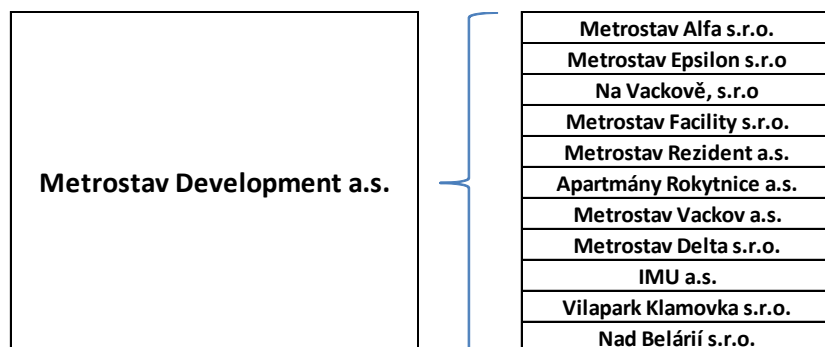 Metrostav Development a.s.
Metrostav Alfa s.r.o.
Metrostav Epsilon s.r.o
Na Vackově, s.r.o
Metrostav Facility s.r.o.
Metrostav Rezident a.s.
Apartmány Rokytnice a.s.
Metrostav Vackov a.s.
Metrostav Delta s.r.o.
IMU a.s.
Vilapark Klamovka s.r.o.
Nad Belárií s.r.o.